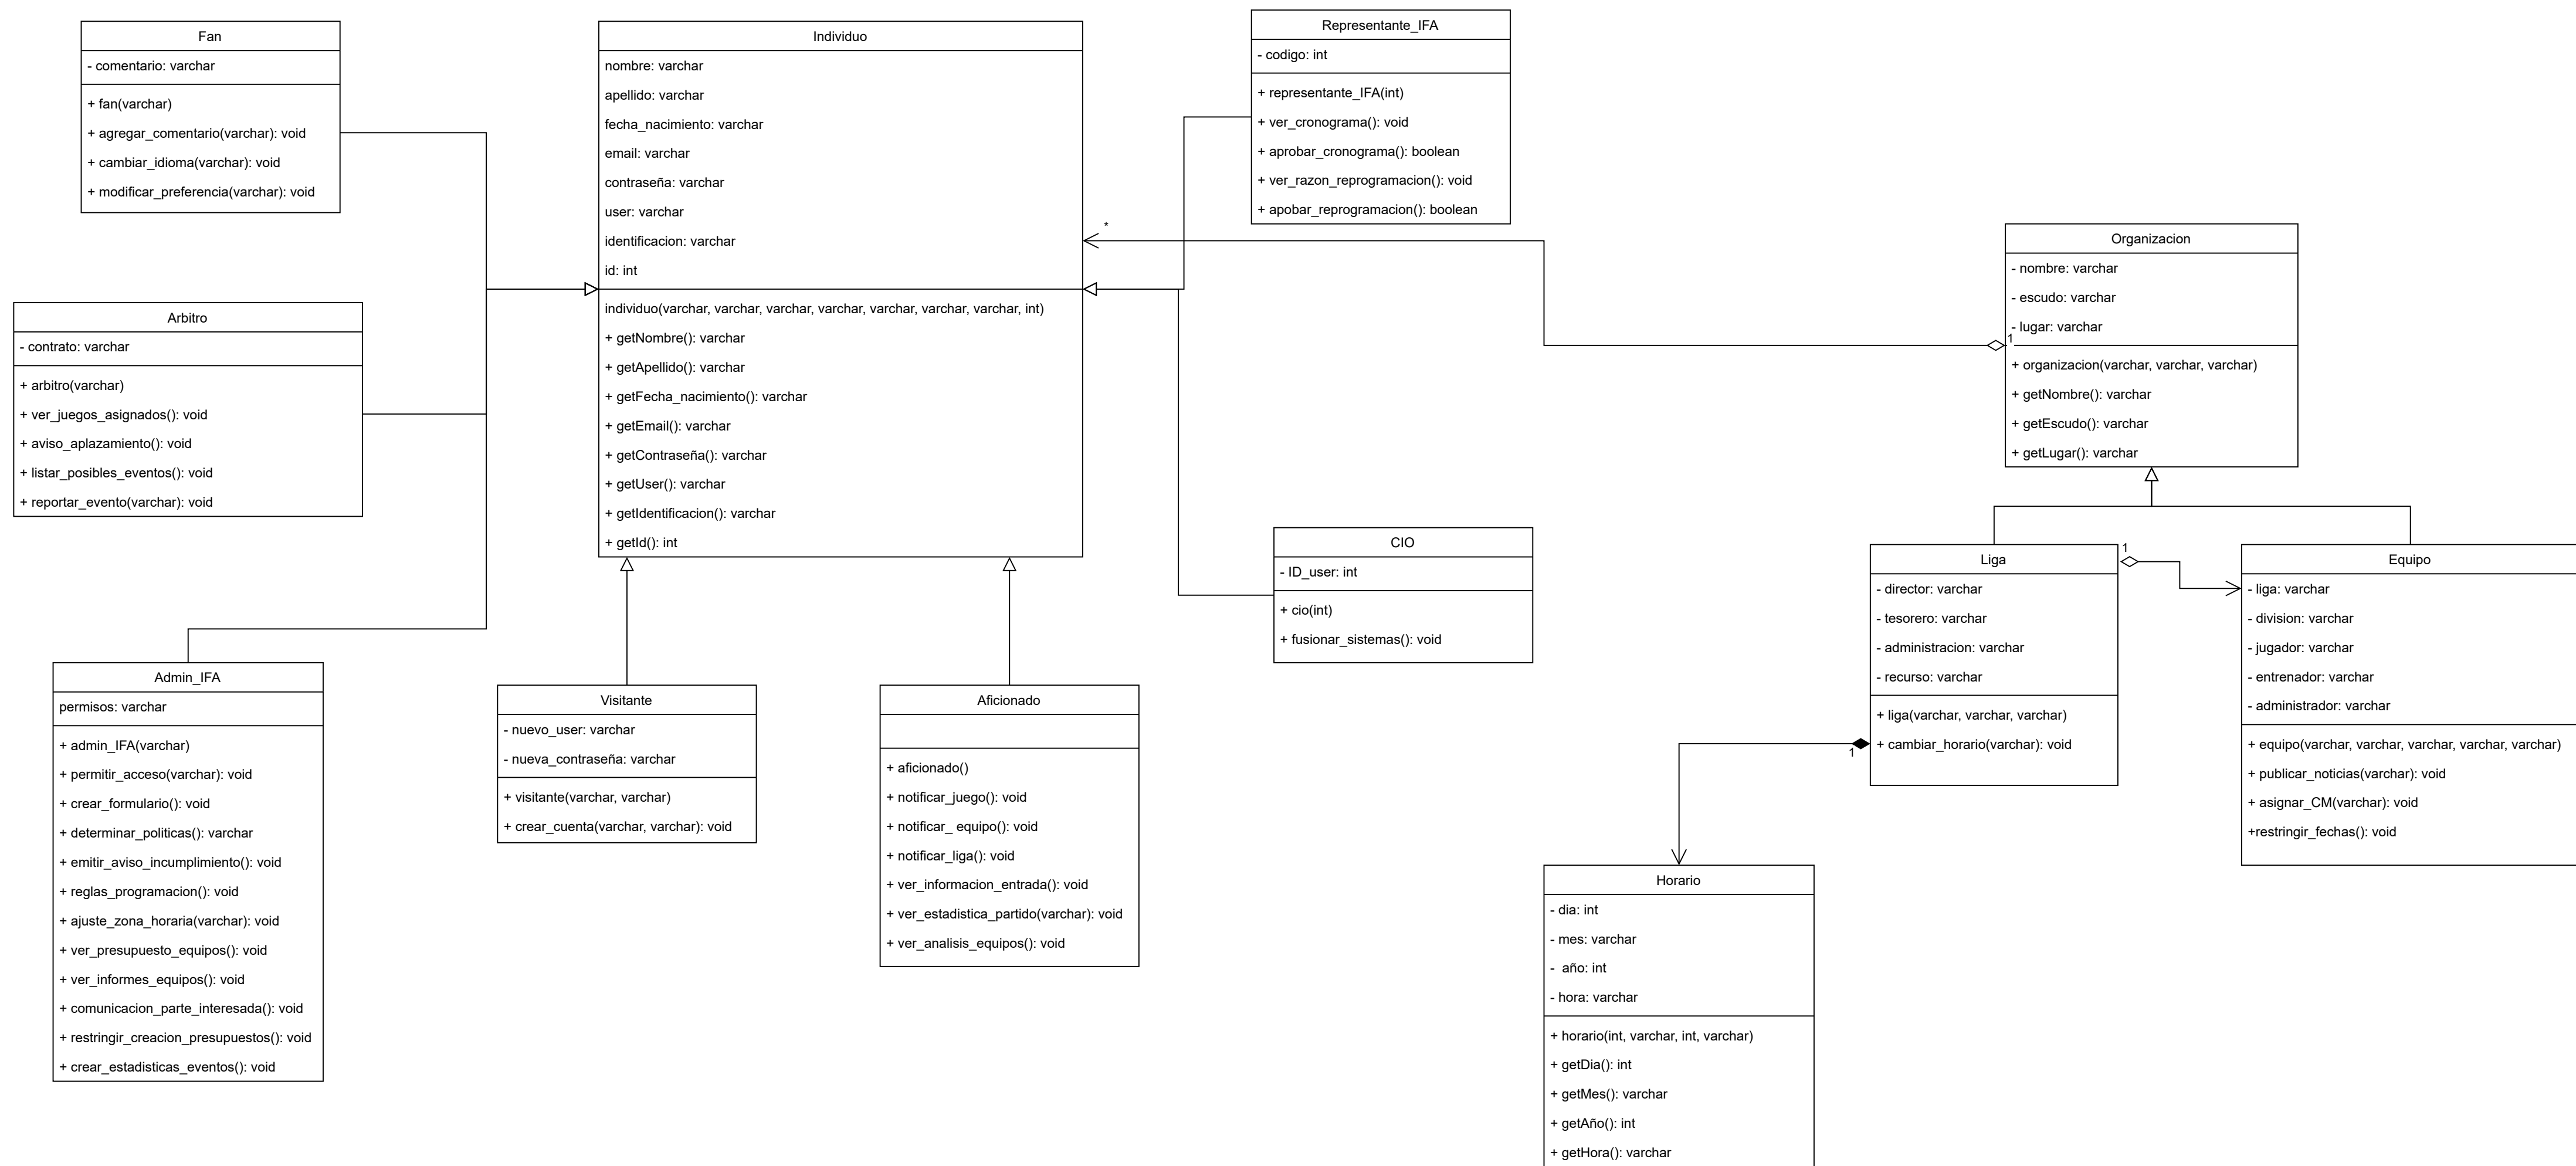 Fan
- comentario: varchar
+ fan(varchar)
+ agregar_comentario(varchar): void
+ cambiar_idioma(varchar): void
+ modificar_preferencia(varchar): void
Individuo
nombre: varchar
apellido: varchar
fecha_nacimiento: varchar
email: varchar
contraseña: varchar
user: varchar
identificacion: varchar
id: int
individuo(varchar, varchar, varchar, varchar, varchar, varchar, varchar, int)
+ getNombre(): varchar
+ getApellido(): varchar
+ getFecha_nacimiento(): varchar
+ getEmail(): varchar
+ getContraseña(): varchar
+ getUser(): varchar
+ getIdentificacion(): varchar
+ getId(): int
Representante_IFA
- codigo: int
+ representante_IFA(int)
+ ver_cronograma(): void
+ aprobar_cronograma(): boolean
+ ver_razon_reprogramacion(): void
+ apobar_reprogramacion(): boolean
*
Organizacion
- nombre: varchar
- escudo: varchar
- lugar: varchar
1
+ organizacion(varchar, varchar, varchar)
+ getNombre(): varchar
+ getEscudo(): varchar
+ getLugar(): varchar
Arbitro
- contrato: varchar
+ arbitro(varchar)
+ ver_juegos_asignados(): void
+ aviso_aplazamiento(): void
+ listar_posibles_eventos(): void
+ reportar_evento(varchar): void
CIO
- ID_user: int
+ cio(int)
+ fusionar_sistemas(): void
Liga
- director: varchar
- tesorero: varchar
- administracion: varchar
- recurso: varchar
+ liga(varchar, varchar, varchar)
+ cambiar_horario(varchar): void
1
1
Equipo
- liga: varchar
- division: varchar
- jugador: varchar
- entrenador: varchar
- administrador: varchar
+ equipo(varchar, varchar, varchar, varchar, varchar)
+ publicar_noticias(varchar): void
+ asignar_CM(varchar): void
+restringir_fechas(): void
Admin_IFA
permisos: varchar
+ admin_IFA(varchar)
+ permitir_acceso(varchar): void
+ crear_formulario(): void
+ determinar_politicas(): varchar
+ emitir_aviso_incumplimiento(): void
+ reglas_programacion(): void
+ ajuste_zona_horaria(varchar): void
+ ver_presupuesto_equipos(): void
+ ver_informes_equipos(): void
+ comunicacion_parte_interesada(): void
+ restringir_creacion_presupuestos(): void
+ crear_estadisticas_eventos(): void
Visitante
- nuevo_user: varchar
- nueva_contraseña: varchar
+ visitante(varchar, varchar)
+ crear_cuenta(varchar, varchar): void
Aficionado
+ aficionado()
+ notificar_juego(): void
+ notificar_ equipo(): void
+ notificar_liga(): void
+ ver_informacion_entrada(): void
+ ver_estadistica_partido(varchar): void
+ ver_analisis_equipos(): void
Horario
- dia: int
- mes: varchar
-  año: int
- hora: varchar
+ horario(int, varchar, int, varchar)
+ getDia(): int
+ getMes(): varchar
+ getAño(): int
+ getHora(): varchar